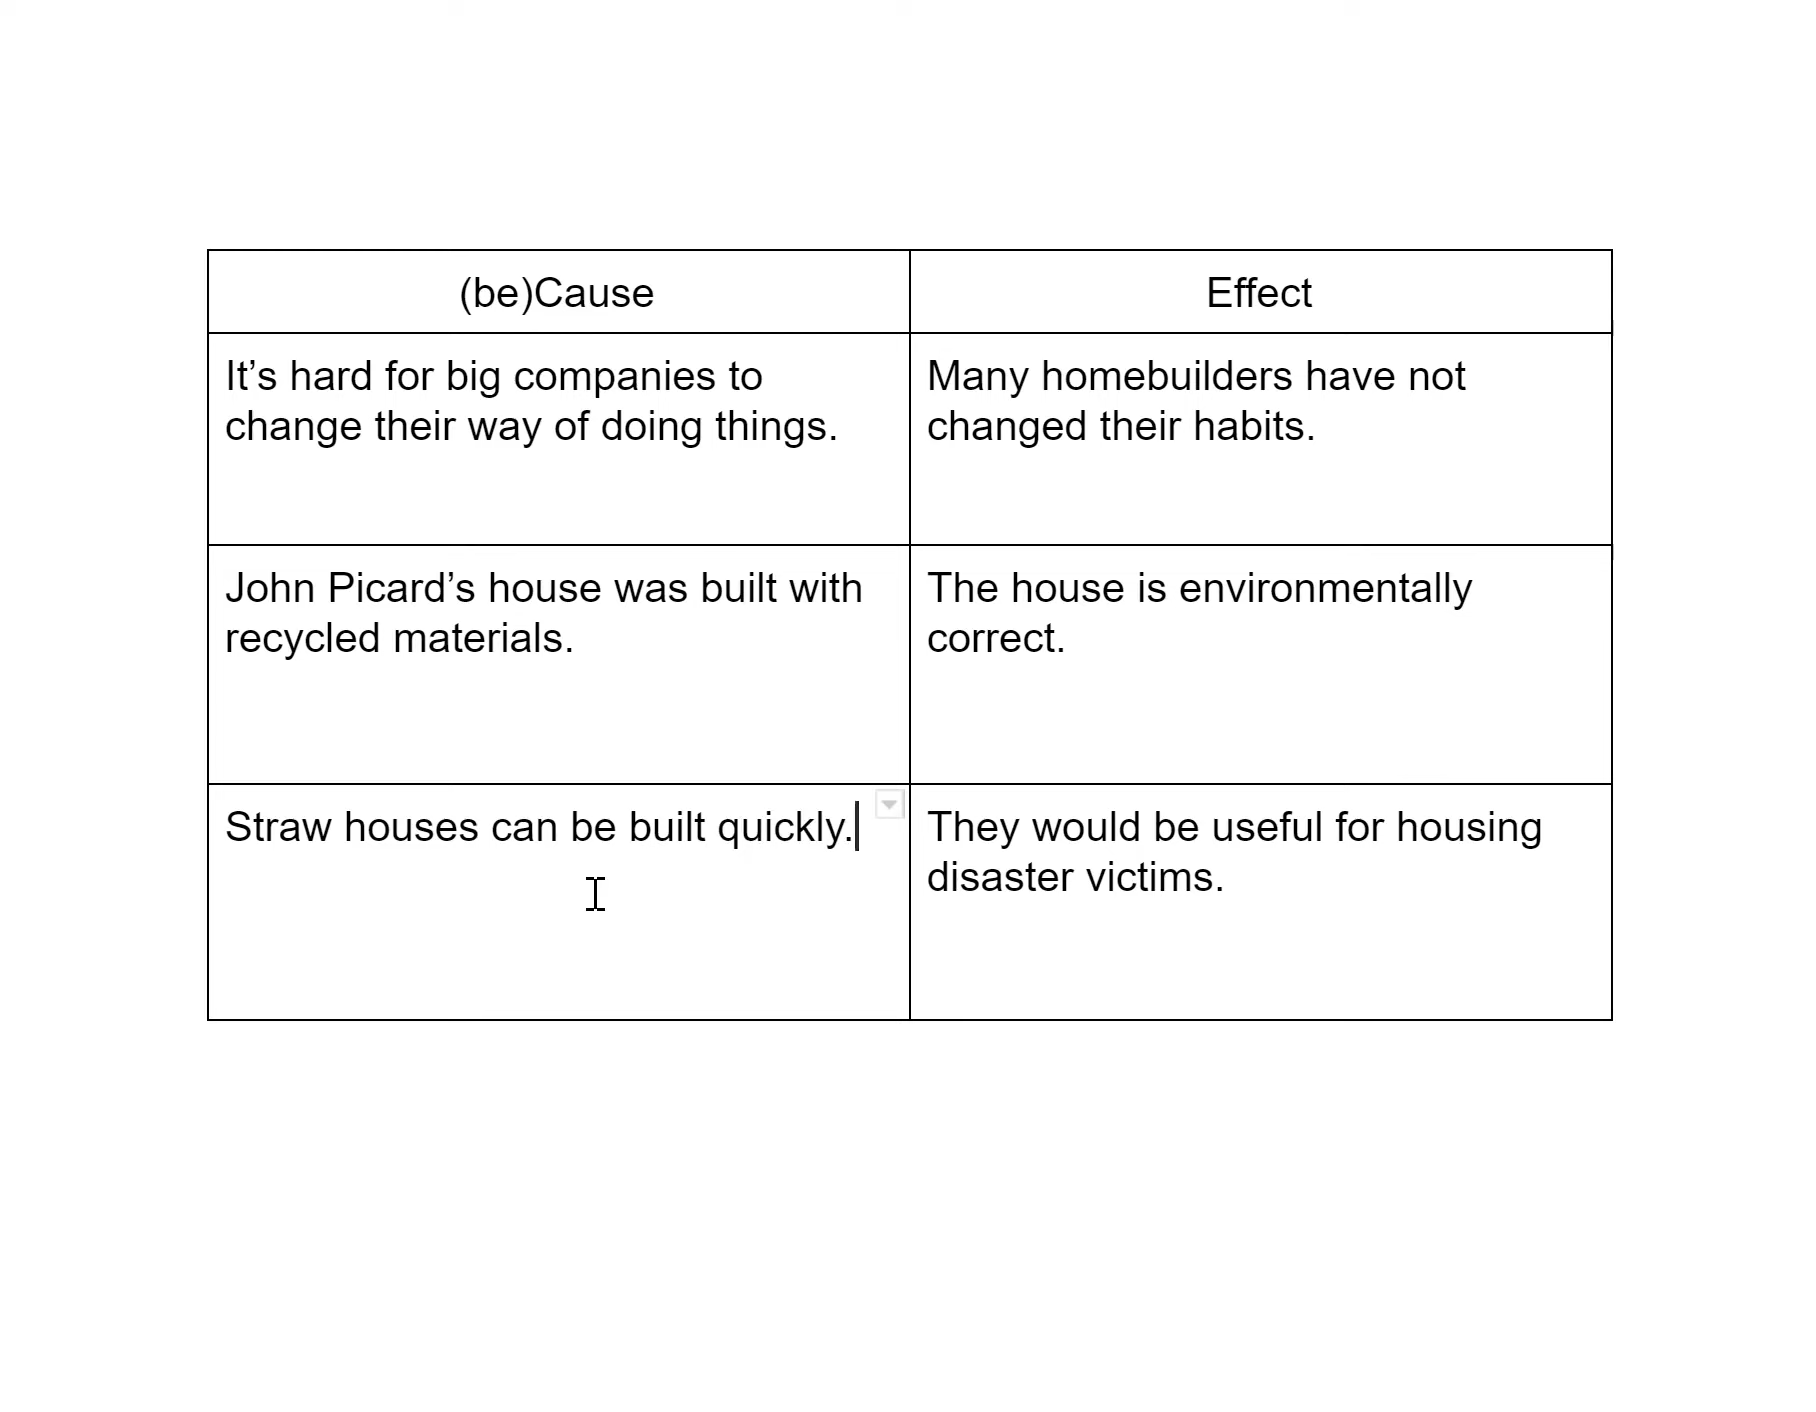 (be)Cause
Effect
It’s hard for big companies to
change their way of doing things.
Many homebuilders have not
changed their habits.
John Picard’s house was built with
recycled materials.
The house is environmentally
correct.
Straw houses can be built quickly.
They would be useful for housing
disaster victims.